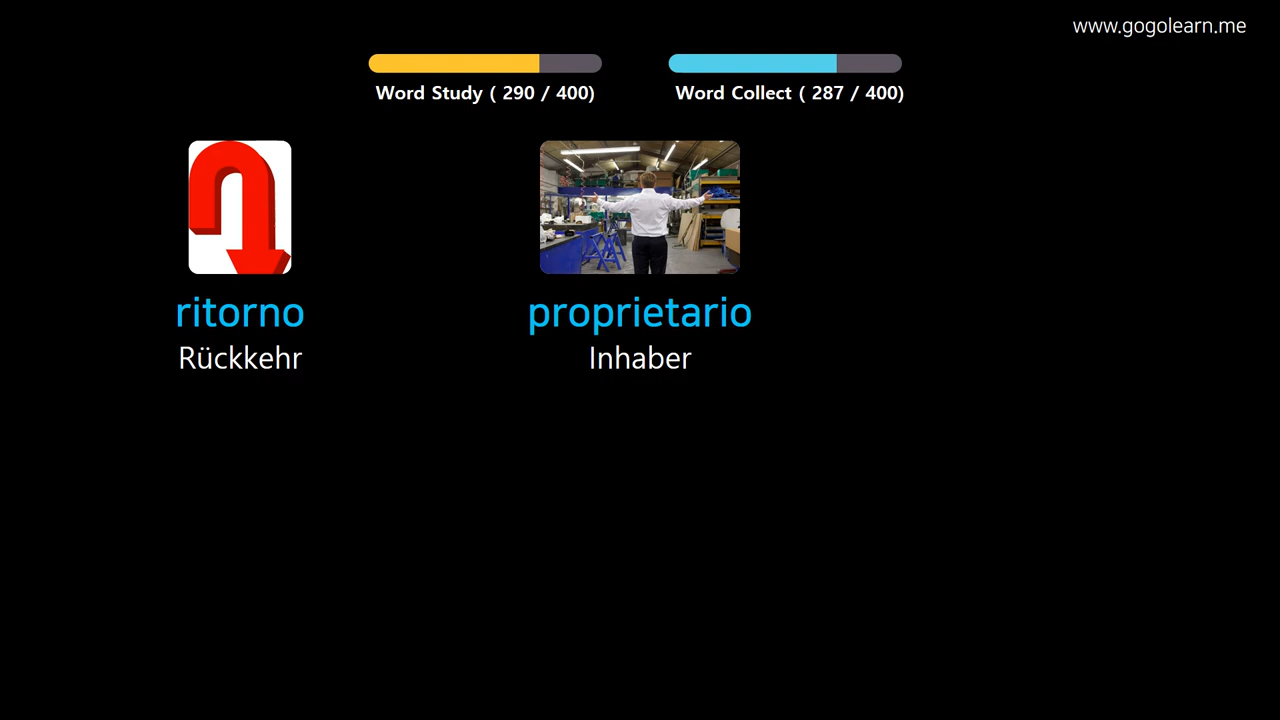 www.gogolearn.me
Word Study ( 290 / 400)
Word Collect ( 287 / 400)
ritorno
Rückkehr
proprietario
Inhaber